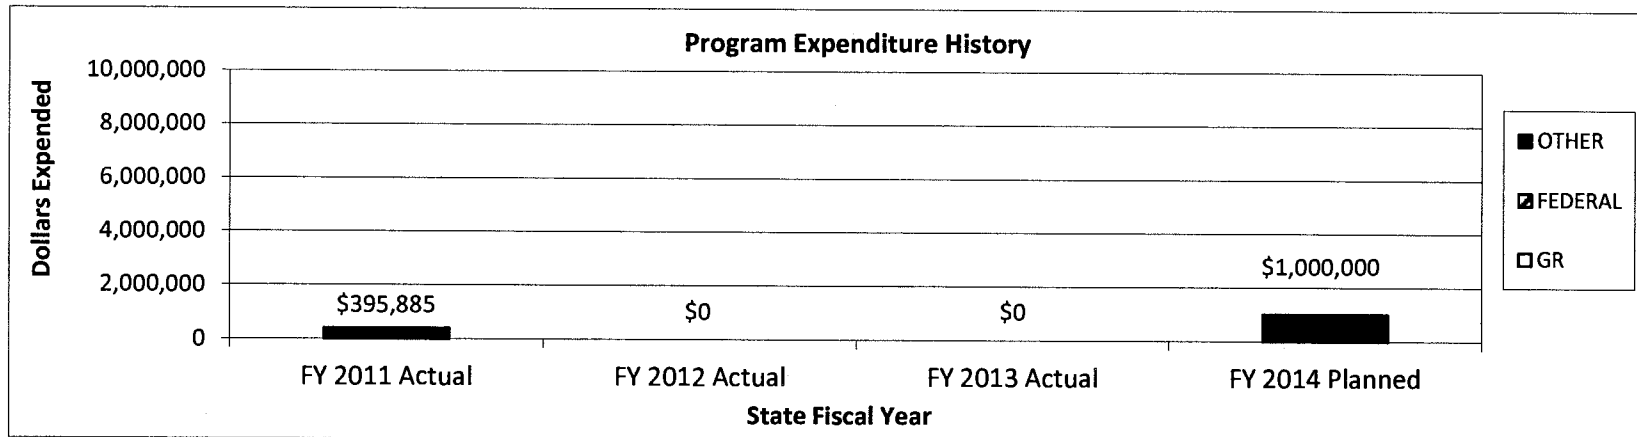 Program Expenditure History
Dollars Expended
10,000,000
8,000,000
6,000,000
4,000,000
2,000,000
0
$395,885
$0
$0
$1,000,000
FY 2011 Actual
FY 2012 Actual
FY 2013 Actual
FY 2014 Planned
State Fiscal Year
OTHER
FEDERAL
GR